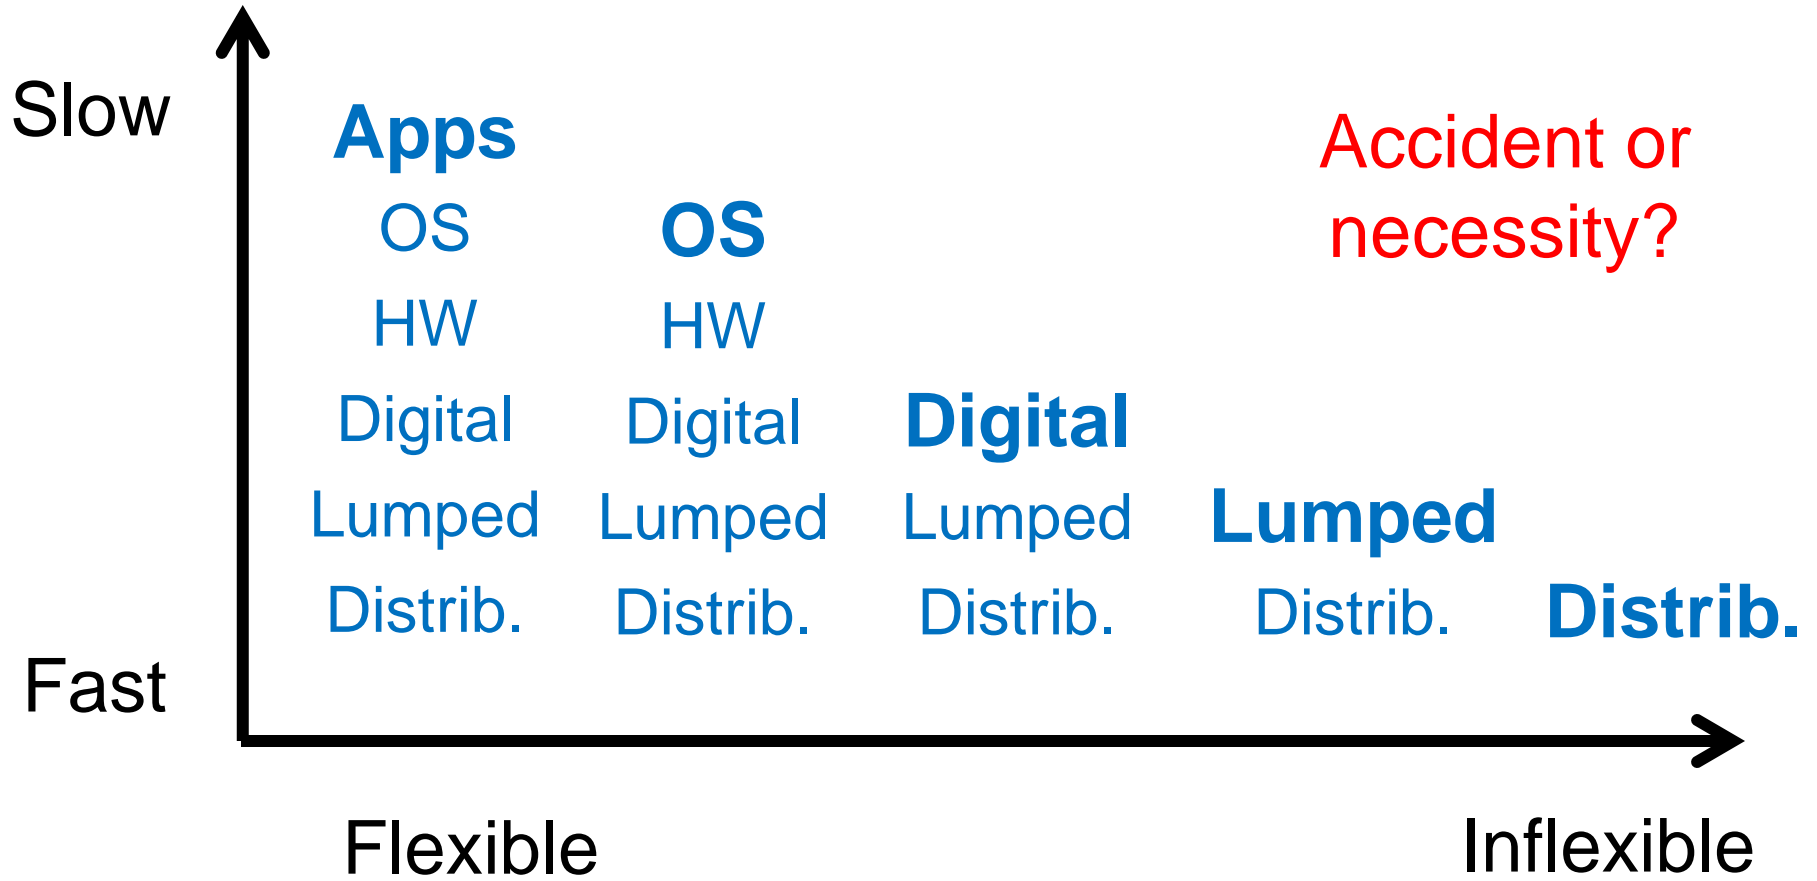 Slow
Apps
Accident or
necessity?
OS OS
HW HW
Digital Digital Digital
Lumped Lumped Lumped Lumped
Distrib. Distrib. Distrib. Distrib. Distrib.
Fast
Flexible Inflexible